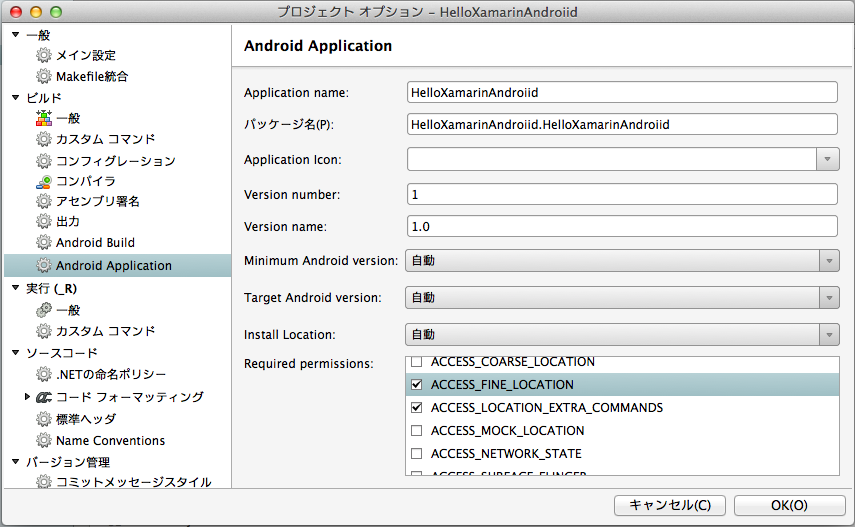 プロジェクト オプション – HelloXamarinAndroiid
一般
メイン設定
Makefile統合
ビルド
一般
カスタム コマンド
コンフィグレーション
コンパイラ
アセンブリ署名
出力
Android Build
Android Application
実行 (_R)
一般
カスタム コマンド
ソースコード
.NETの命名ポリシー
コード フォーマッティング
標準ヘッダ
Name Conventions
バージョン管理
コミットメッセージスタイル
Android Application
Application name: HelloXamarinAndroiid
パッケージ名(P): HelloXamarinAndroiid.HelloXamarinAndroiid
Application Icon:
Version number: 1
Version name: 1.0
Minimum Android version: 自動
Target Android version: 自動
Install Location: 自動
Required permissions: ACCESS_COARSE_LOCATION
ACCESS_FINE_LOCATION
ACCESS_LOCATION_EXTRA_COMMANDS
ACCESS_MOCK_LOCATION
ACCESS_NETWORK_STATE
ACCESS_SURFACE_FLINGER
キャンセル(C) OK(O)